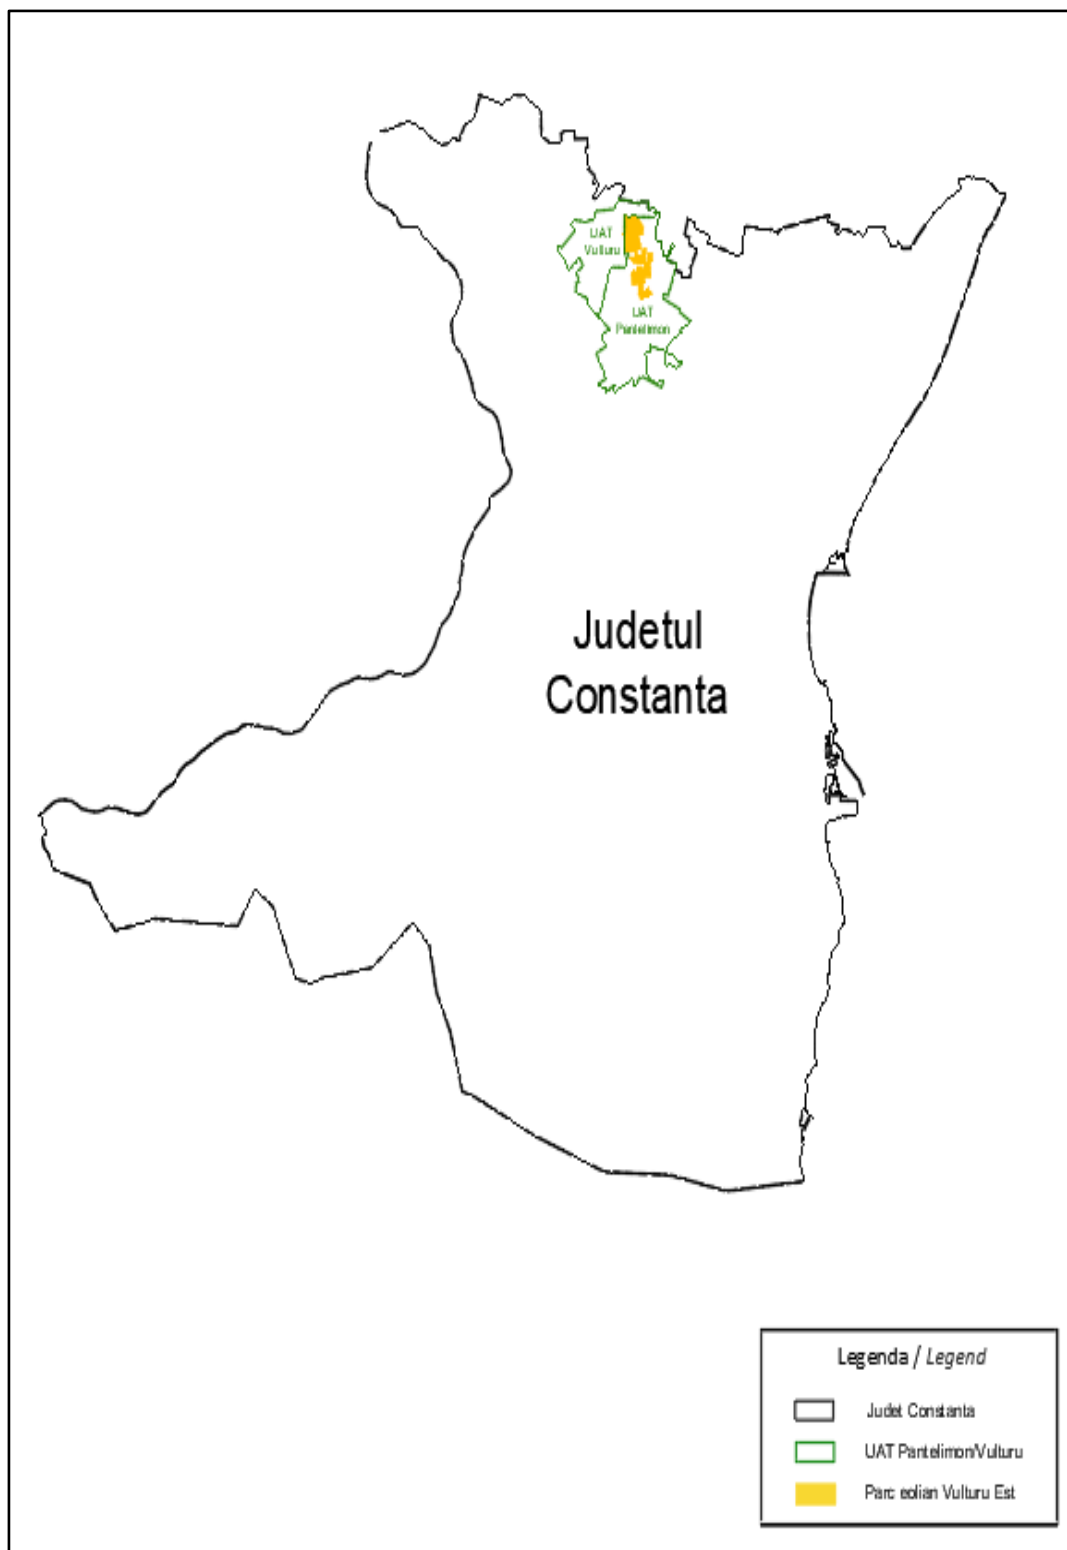 UAT
Vulturu
UAT
Pantelimon
Judetul
Constanta
Legenda / Legend
Judet Constanta
UAT Pantelimon/Vulturu
Parc eolian Vulturu Est